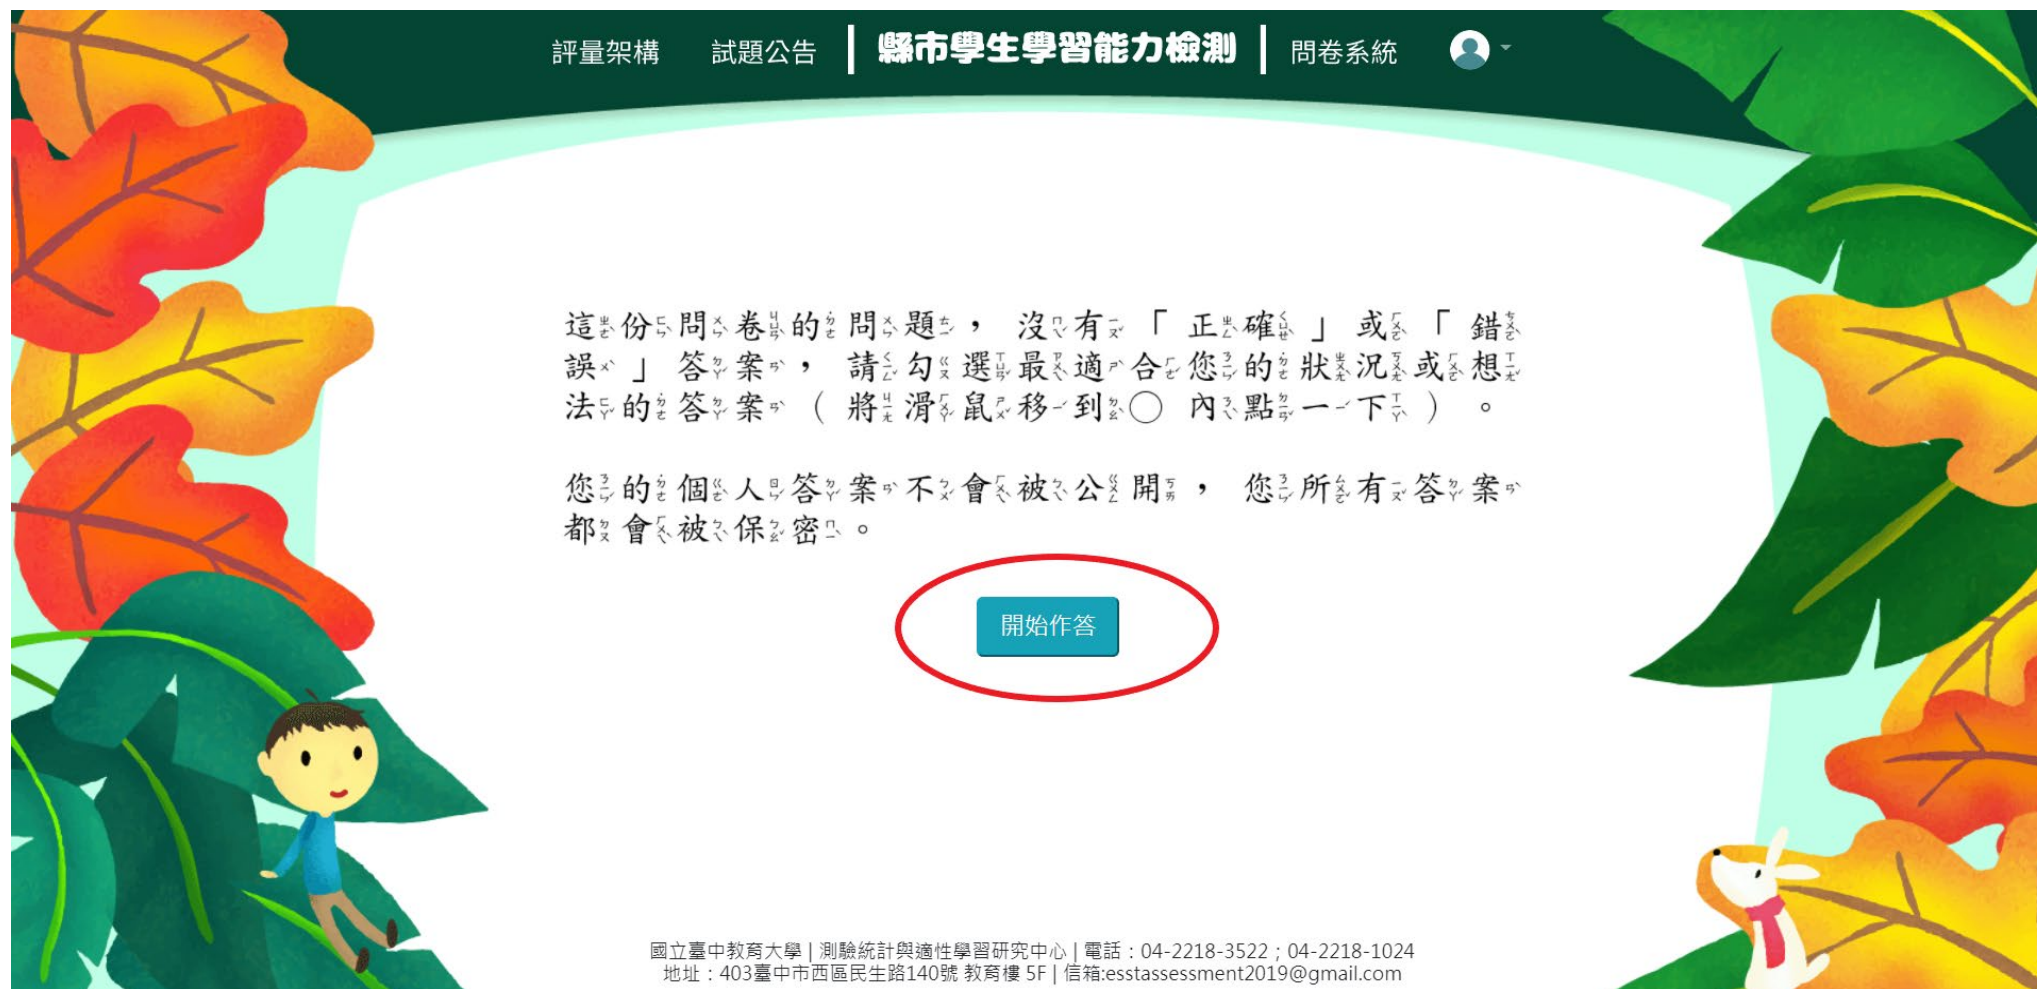 評量架構 試題公告 縣市學生學習能力檢測 問卷系統
這份問卷的問題，沒有「正確」或「錯
誤」答案，請勾選最適合您的狀況或想
法的答案（將滑鼠移到○內點一下）。
您的個人答案不會被公開，您所有答案
都會被保密。
開始作答
國立臺中教育大學 | 測驗統計與適性學習研究中心 | 電話：04-2218-3522；04-2218-1024
地址：403臺中市西區民生路140號 教育樓 5F | 信箱:esstassessment2019@gmail.com